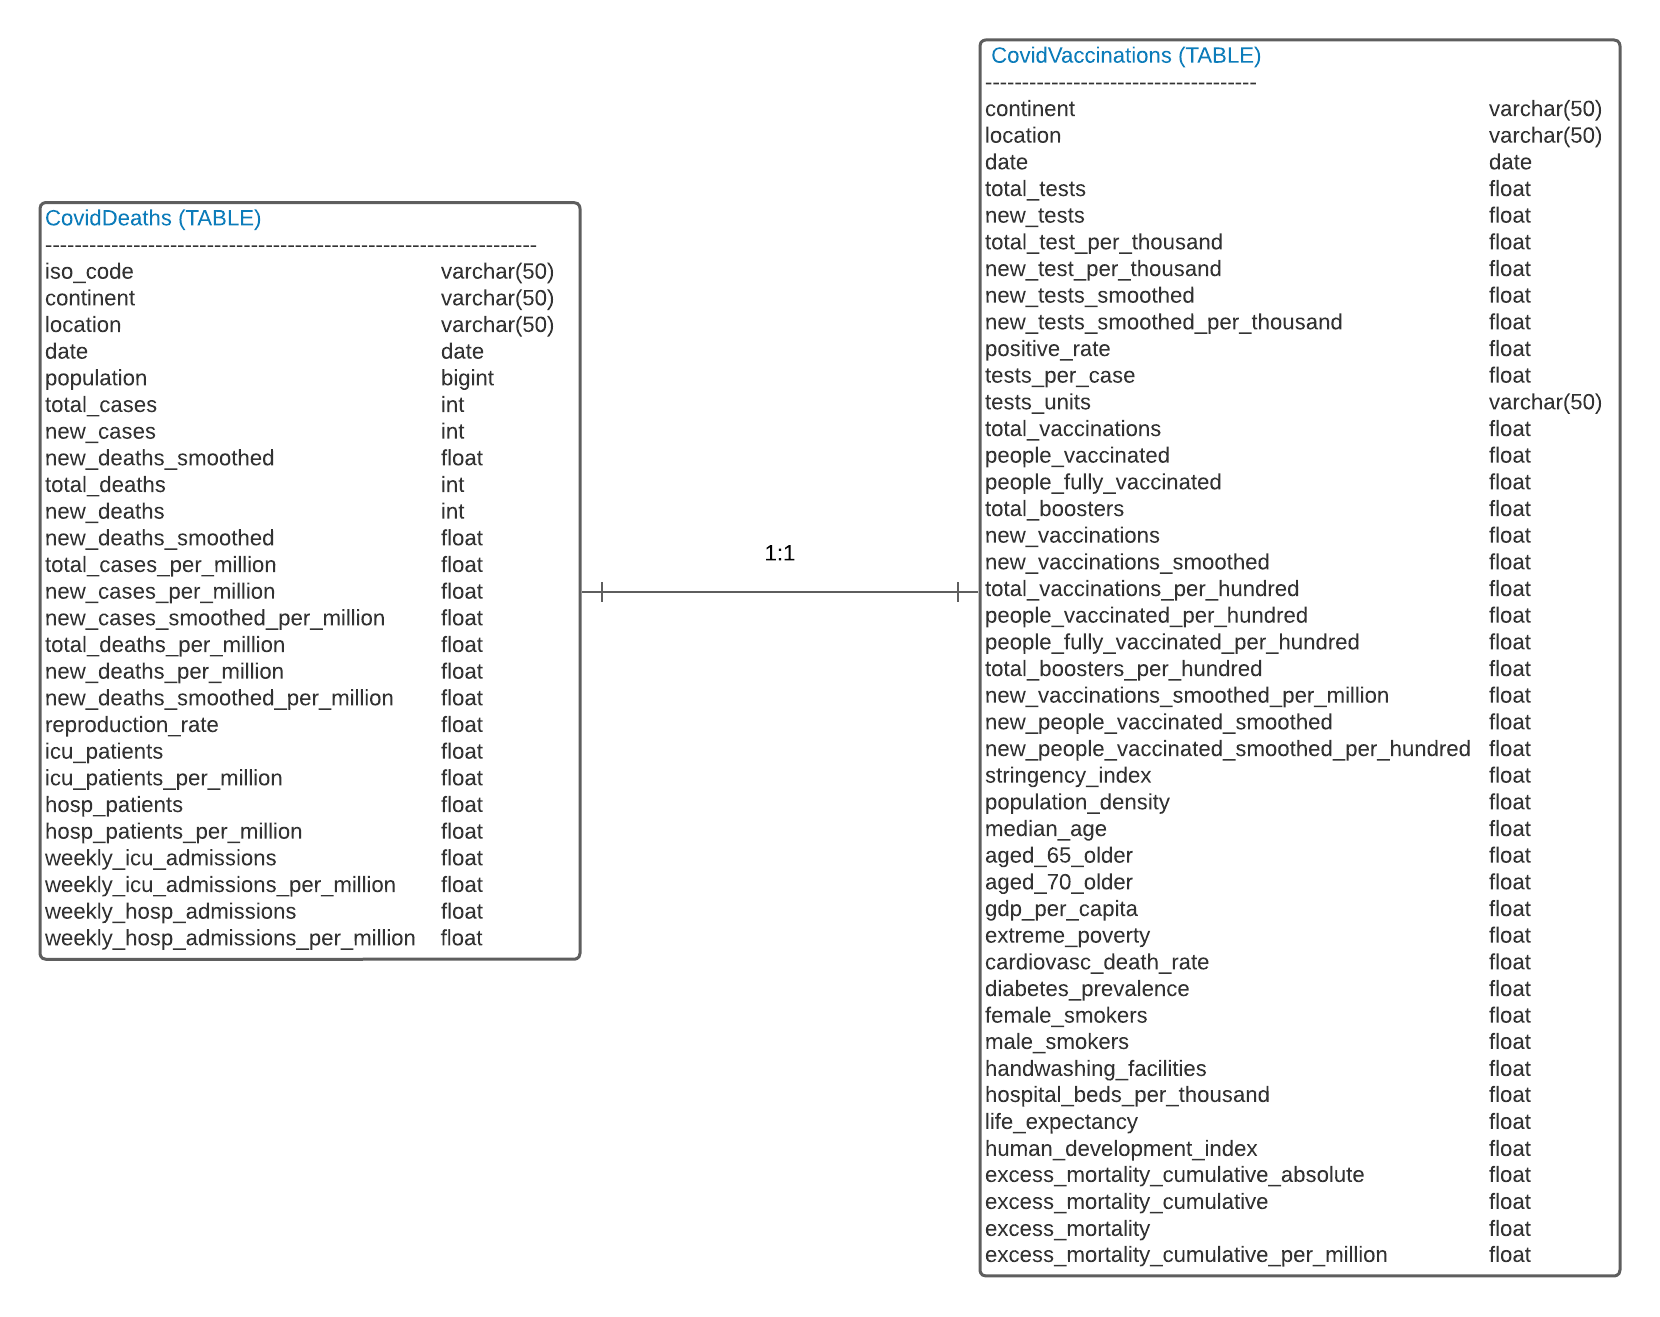 CovidDeaths (TABLE)
-------------------------------------------------------------------
iso_code varchar(50)
continent varchar(50)
location varchar(50)
date date
population bigint
total_cases int
new_cases int
new_deaths_smoothed float
total_deaths int
new_deaths int
new_deaths_smoothed float
total_cases_per_million float
new_cases_per_million float
new_cases_smoothed_per_million float
total_deaths_per_million float
new_deaths_per_million float
new_deaths_smoothed_per_million float
reproduction_rate float
icu_patients float
icu_patients_per_million float
hosp_patients float
hosp_patients_per_million float
weekly_icu_admissions float
weekly_icu_admissions_per_million float
weekly_hosp_admissions float
weekly_hosp_admissions_per_million float
1:1
CovidVaccinations (TABLE)
-------------------------------------
continent varchar(50)
location varchar(50)
date date
total_tests float
new_tests float
total_test_per_thousand float
new_test_per_thousand float
new_tests_smoothed float
new_tests_smoothed_per_thousand float
positive_rate float
tests_per_case float
tests_units varchar(50)
total_vaccinations float
people_vaccinated float
people_fully_vaccinated float
total_boosters float
new_vaccinations float
new_vaccinations_smoothed float
total_vaccinations_per_hundred float
people_vaccinated_per_hundred float
people_fully_vaccinated_per_hundred float
total_boosters_per_hundred float
new_vaccinations_smoothed_per_million float
new_people_vaccinated_smoothed float
new_people_vaccinated_smoothed_per_hundred float
stringency_index float
population_density float
median_age float
aged_65_older float
aged_70_older float
gdp_per_capita float
extreme_poverty float
cardiovasc_death_rate float
diabetes_prevalence float
female_smokers float
male_smokers float
handwashing_facilities float
hospital_beds_per_thousand float
life_expectancy float
human_development_index float
excess_mortality_cumulative_absolute float
excess_mortality_cumulative float
excess_mortality float
excess_mortality_cumulative_per_million float